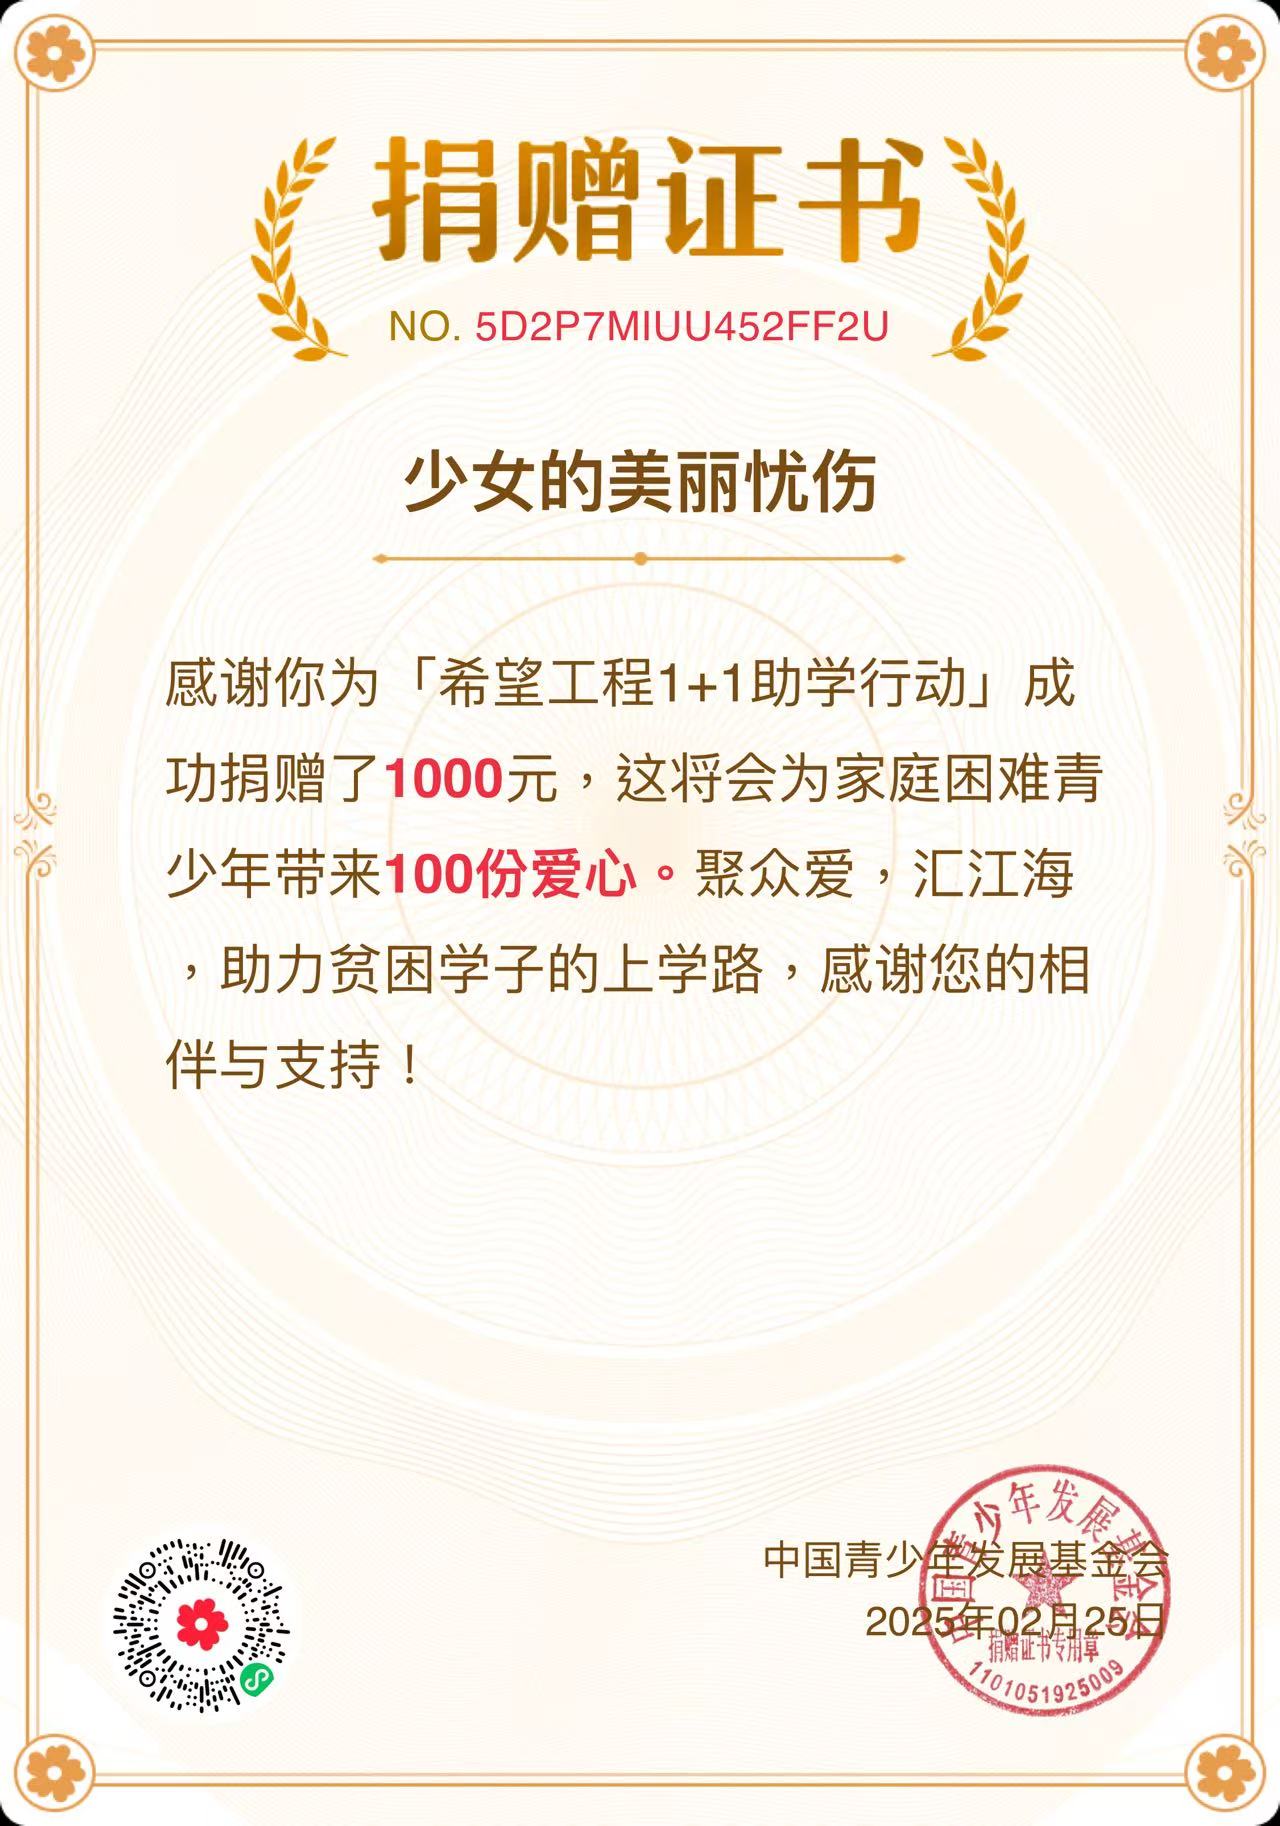 捐赠证书
NO. 5D2P7MIUU452FF2U
少女的美丽忧伤
感谢你为「希望工程1+1助学行动」成
功捐赠了1000元，这将会为家庭困难青
少年带来100份爱心。聚众爱，汇江海
，助力贫困学子的上学路，感谢您的相
伴与支持！
中国青少年发展基金会
2025年02月25日
中国青少年发展基金会
捐赠证书专用章
1101051925009